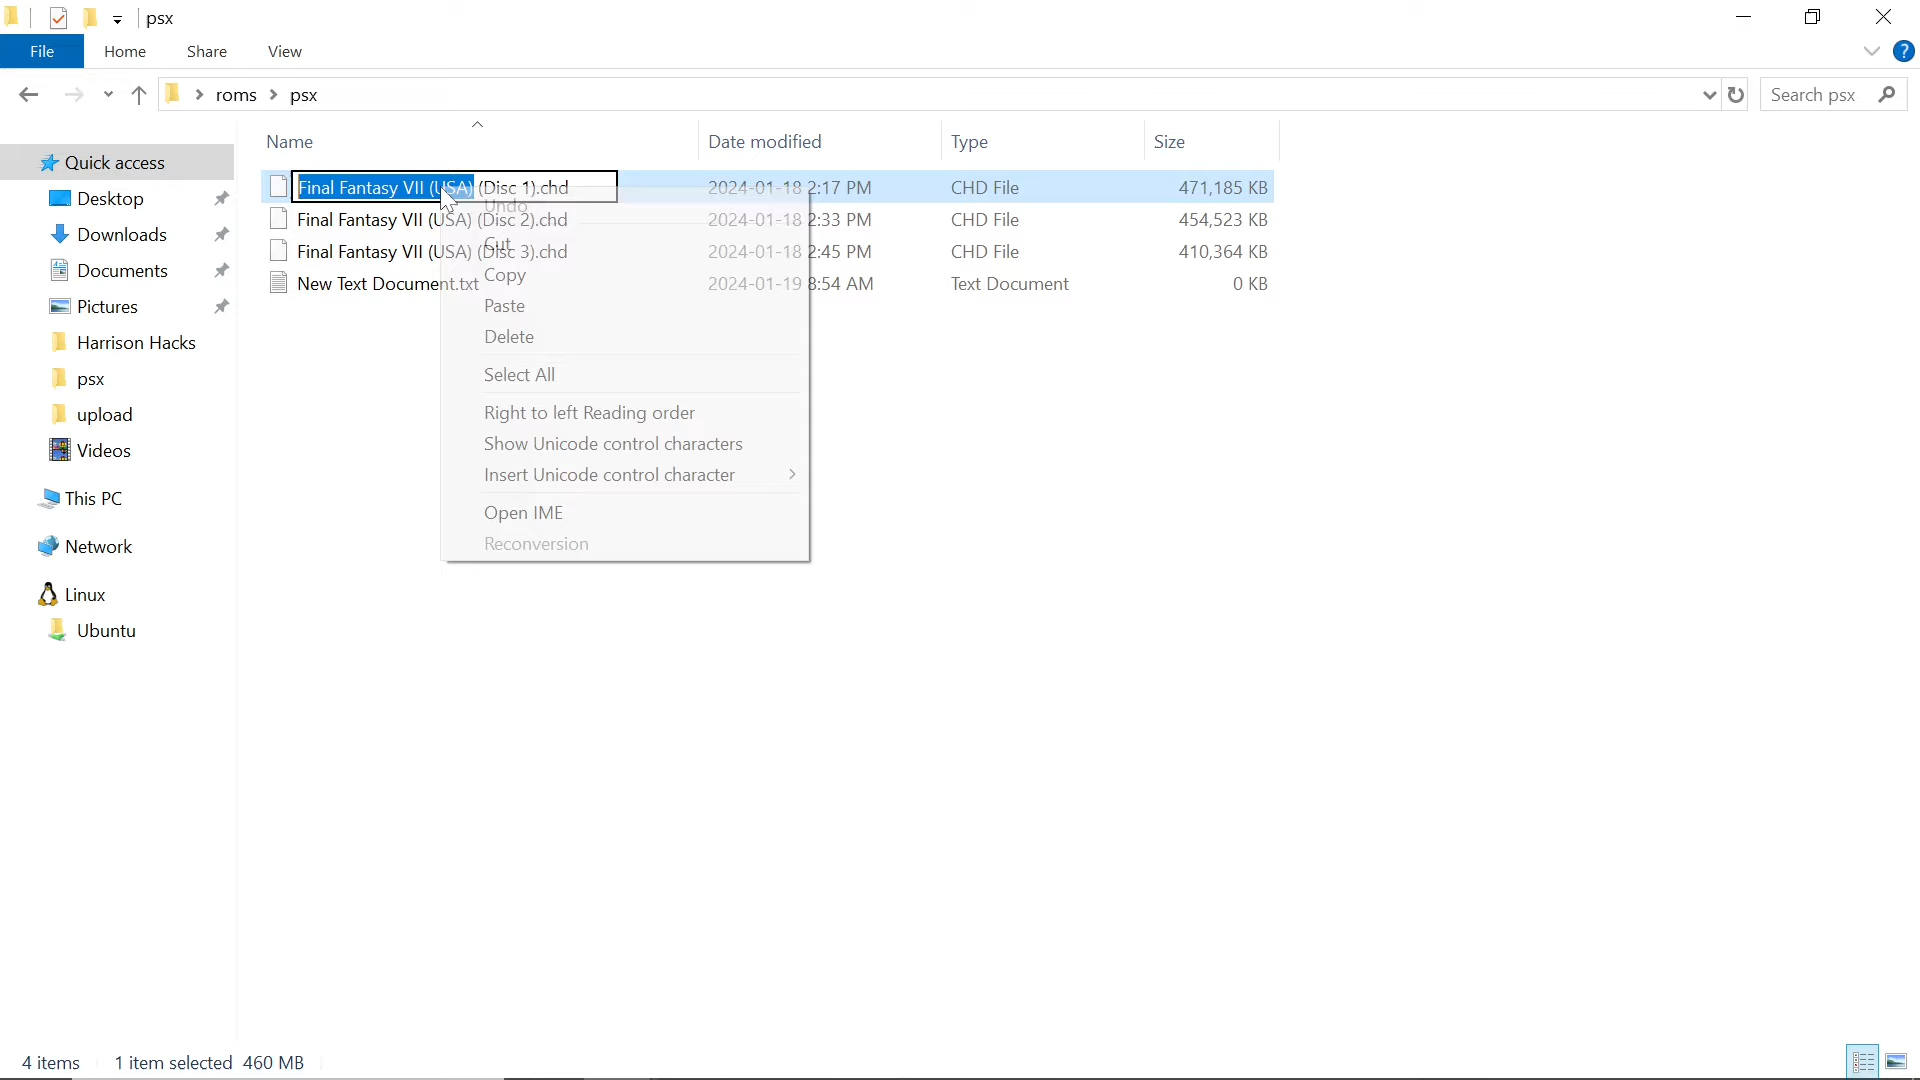 psx
File Home Share View
roms psx Search psx
Name Date modified Type Size
Quick access
Final Fantasy VII (USA) (Disc 1).chd 2024-01-18 2:17 PM CHD File 471,185 KB
Desktop
Final Fantasy VII (USA) (Disc 2).chd 2024-01-18 2:33 PM CHD File 454,523 KB
Downloads
Final Fantasy VII (USA) (Disc 3).chd 2024-01-18 2:45 PM CHD File 410,364 KB
Documents
New Text Document.txt 2024-01-19 8:54 AM Text Document 0 KB
Pictures
Harrison Hacks
psx
upload
Videos
This PC
Network
Linux
Ubuntu
Undo
Cut
Copy
Paste
Delete
Select All
Right to left Reading order
Show Unicode control characters
Insert Unicode control character
Open IME
Reconversion
4 items 1 item selected 460 MB